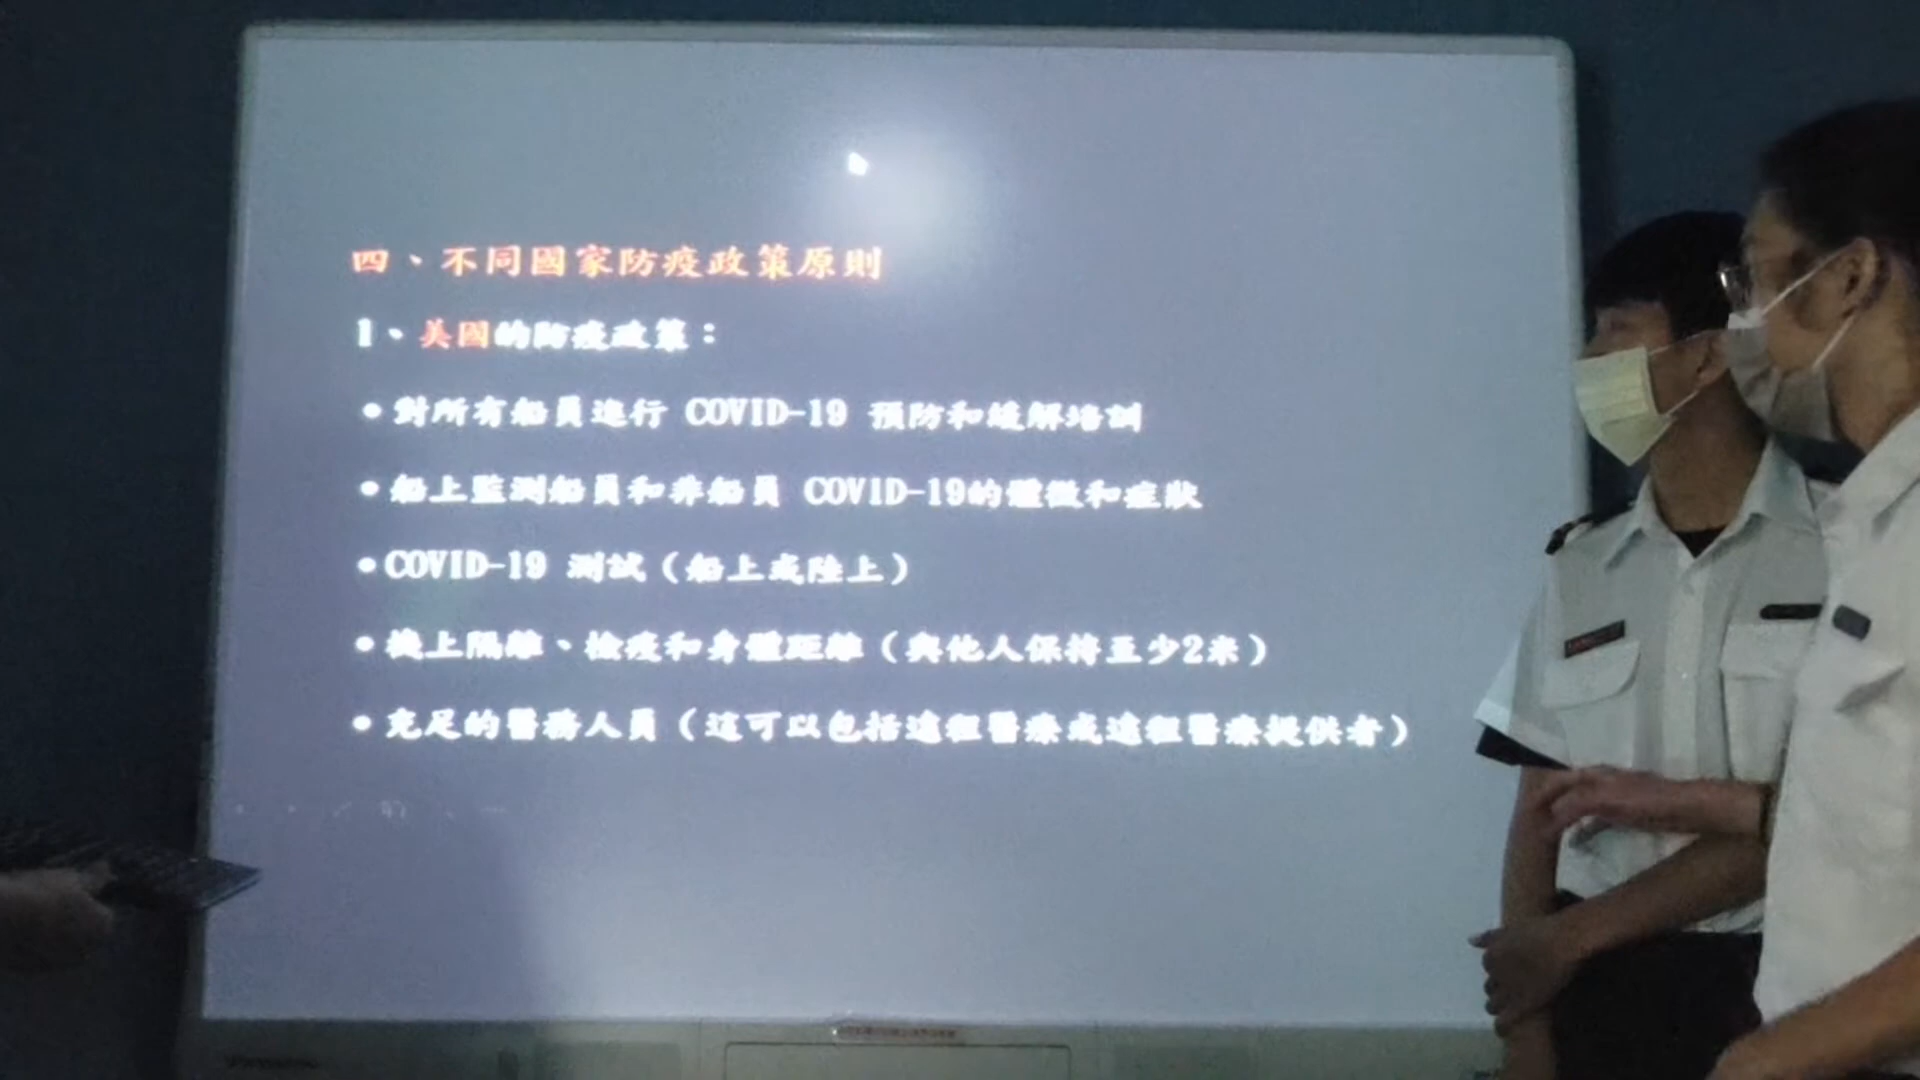 四、不同國家防疫政策原則
1、美國的防疫政策：
•對所有船員進行 COVID-19 預防和緩解培訓
•船上監測船員和非船員 COVID-19的體徵和症狀
•COVID-19 測試（船上或陸上）
•機上隔離、檢疫和身體距離（與他人保持至少2米）
•充足的醫務人員（這可以包括遠程醫療或遠程醫療提供者）